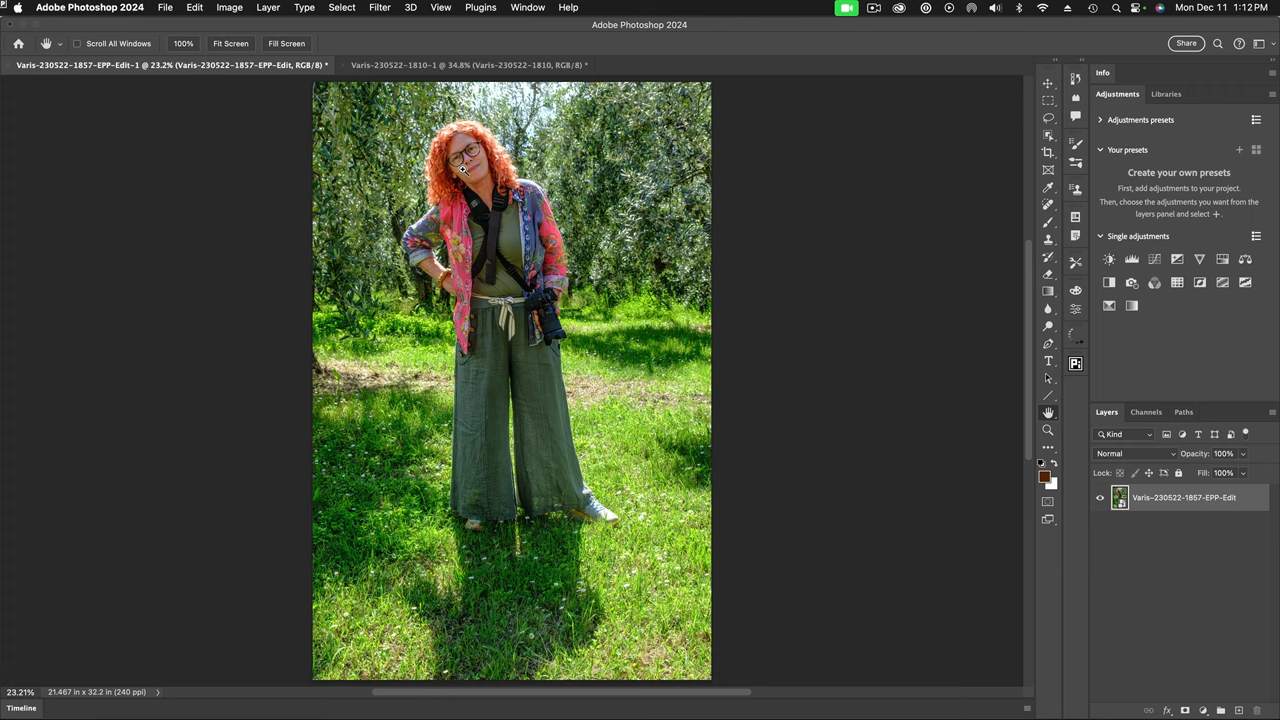 Adobe Photoshop 2024 File Edit Image Layer Type Select Filter 3D View Plugins Window Help Mon Dec 11 1:12 PM
Adobe Photoshop 2024
Scroll All Windows 100% Fit Screen Fill Screen Share
Varis-230522-1857-EPP-Edit-1 @ 23.2% (Varis-230522-1857-EPP-Edit, RGB/8) * Varis-230522-1810-1 @ 34.8% (Varis-230522-1810, RGB/8) *
Info
Adjustments Libraries
Adjustments presets
Your presets
Create your own presets
First, add adjustments to your project.
Then, choose the adjustments you want from the
layers panel and select +.
Single adjustments
Layers Channels Paths
Kind
Normal Opacity: 100%
Lock: Fill: 100%
Varis-230522-1857-EPP-Edit
23.21% 21.467 in x 32.2 in (240 ppi)
Timeline